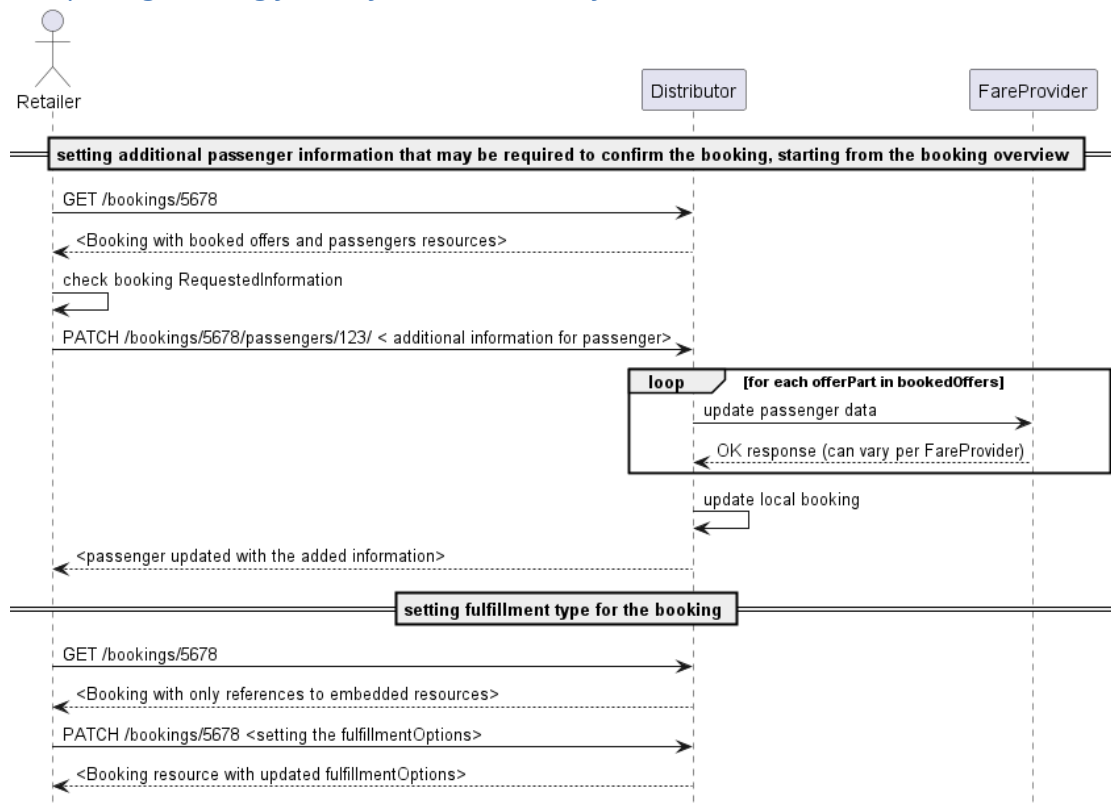 Retailer
Distributor
FareProvider
setting additional passenger information that may be required to confirm the booking, starting from the booking overview
GET /bookings/5678
<Booking with booked offers and passengers resources>
check booking RequestedInformation
PATCH /bookings/5678/passengers/123/ < additional information for passenger>
loop [for each offerPart in bookedOffers]
update passenger data
OK response (can vary per FareProvider)
update local booking
<passenger updated with the added information>
setting fulfillment type for the booking
GET /bookings/5678
<Booking with only references to embedded resources>
PATCH /bookings/5678 <setting the fulfillmentOptions>
<Booking resource with updated fulfillmentOptions>